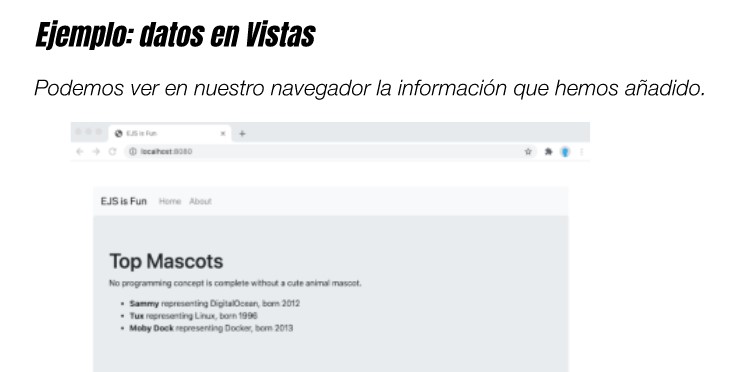 Ejemplo: datos en Vistas
Podemos ver en nuestro navegador la información que hemos añadido.
EJS is Fun
localhost:8080
EJS is Fun Home About
Top Mascots
No programming concept is complete without a cute animal mascot.
• Sammy representing DigitalOcean, born 2012
• Tux representing Linux, born 1996
• Moby Dock representing Docker, born 2013